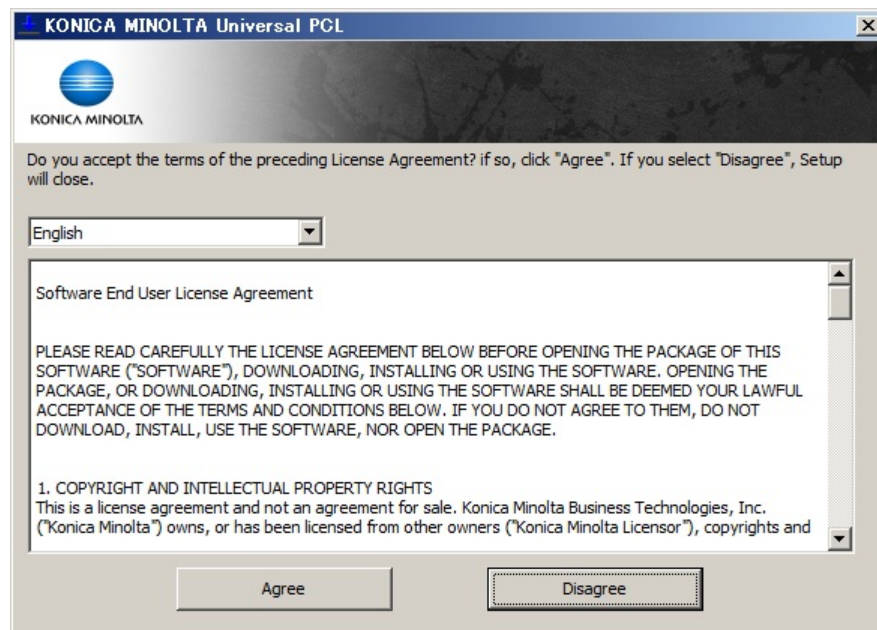 KONICA MINOLTA Universal PCL
KONICA MINOLTA
Do you accept the terms of the preceding License Agreement? if so, click "Agree". If you select "Disagree", Setup
will close.
English
Software End User License Agreement
PLEASE READ CAREFULLY THE LICENSE AGREEMENT BELOW BEFORE OPENING THE PACKAGE OF THIS
SOFTWARE ("SOFTWARE"), DOWNLOADING, INSTALLING OR USING THE SOFTWARE. OPENING THE
PACKAGE, OR DOWNLOADING, INSTALLING OR USING THE SOFTWARE SHALL BE DEEMED YOUR LAWFUL
ACCEPTANCE OF THE TERMS AND CONDITIONS BELOW. IF YOU DO NOT AGREE TO THEM, DO NOT
DOWNLOAD, INSTALL, USE THE SOFTWARE, NOR OPEN THE PACKAGE.
1. COPYRIGHT AND INTELLECTUAL PROPERTY RIGHTS
This is a license agreement and not an agreement for sale. Konica Minolta Business Technologies, Inc.
("Konica Minolta") owns, or has been licensed from other owners ("Konica Minolta Licensor"), copyrights and
Agree
Disagree